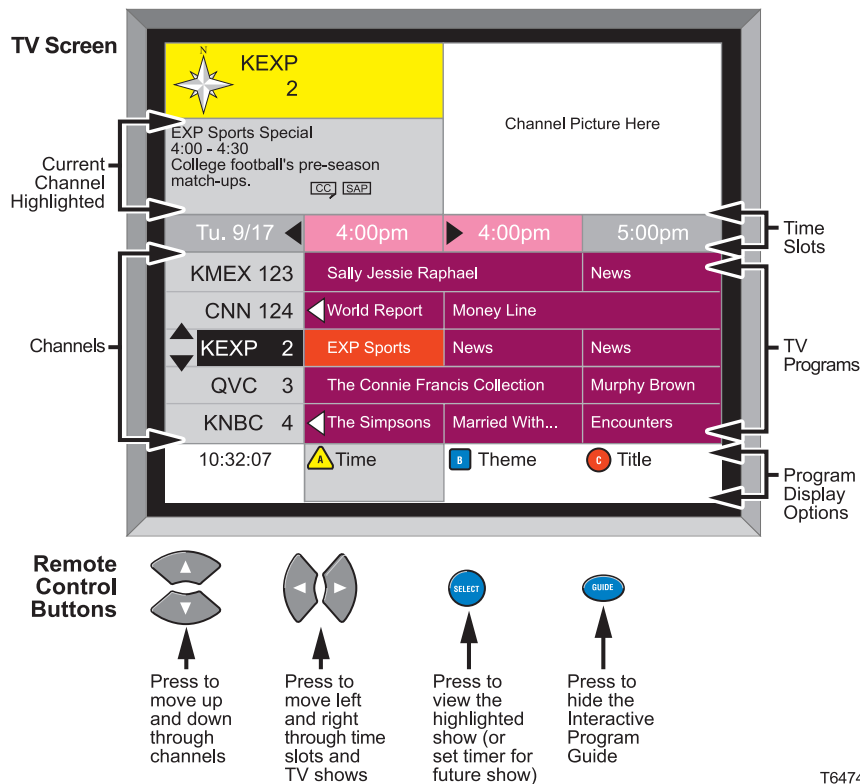 TV Screen
N
KEXP
2
EXP Sports Special
4:00 - 4:30
College football's pre-season
match-ups.
CC SAP
Channel Picture Here
Current
Channel
Highlighted
Tu. 9/17 4:00pm 4:00pm 5:00pm
Time
Slots
Channels
KMEX 123 Sally Jessie Raphael News
CNN 124 World Report Money Line
KEXP 2 EXP Sports News News
QVC 3 The Connie Francis Collection Murphy Brown
KNBC 4 The Simpsons Married With... Encounters
TV
Programs
10:32:07 A Time B Theme C Title
Program
Display
Options
Remote
Control
Buttons
SELECT
GUIDE
Press to
move up
and down
through
channels
Press to
move left
and right
through time
slots and
TV shows
Press to
view the
highlighted
show (or
set timer for
future show)
Press to
hide the
Interactive
Program
Guide
T6474